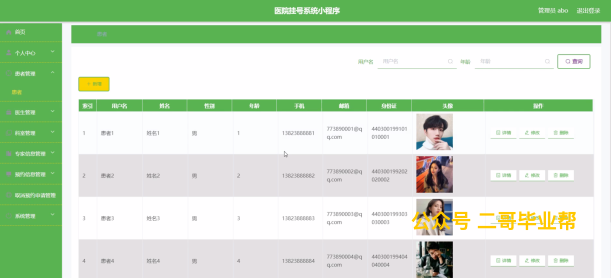 医院挂号系统小程序
管理员 abo 退出登录
首页
个人中心
患者管理
患者
医生管理
科室管理
专家信息管理
预约信息管理
取消预约申请管理
系统管理
用户名 用户名 年龄 年龄 查询
新增
索引 用户名 姓名 性别 年龄 手机 邮箱 身份证 头像 操作
1 患者1 姓名1 男 1 13823888881 773890001@qq.com 440300199101010001 详情 修改 删除
2 患者2 姓名2 男 2 13823888882 773890002@qq.com 440300199202020002 详情 修改 删除
3 患者3 姓名3 男 3 13823888883 773890003@qq.com 440300199303030003 详情 修改 删除
4 患者4 姓名4 男 4 13823888884 773890004@qq.com 440300199404040004 详情 修改 删除
公众号 二哥毕业帮